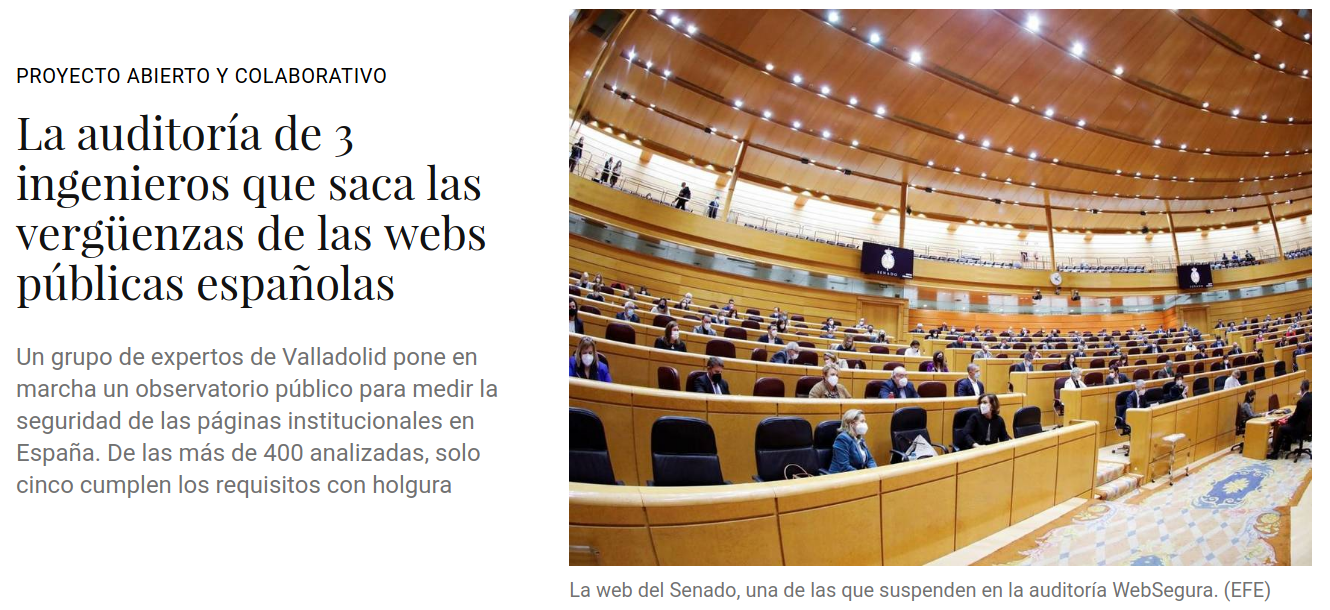 PROYECTO ABIERTO Y COLABORATIVO
La auditoría de 3
ingenieros que saca las
vergüenzas de las webs
públicas españolas
Un grupo de expertos de Valladolid pone en
marcha un observatorio público para medir la
seguridad de las páginas institucionales en
España. De las más de 400 analizadas, solo
cinco cumplen los requisitos con holgura
SENADO
SENADO
La web del Senado, una de las que suspenden en la auditoría WebSegura. (EFE)